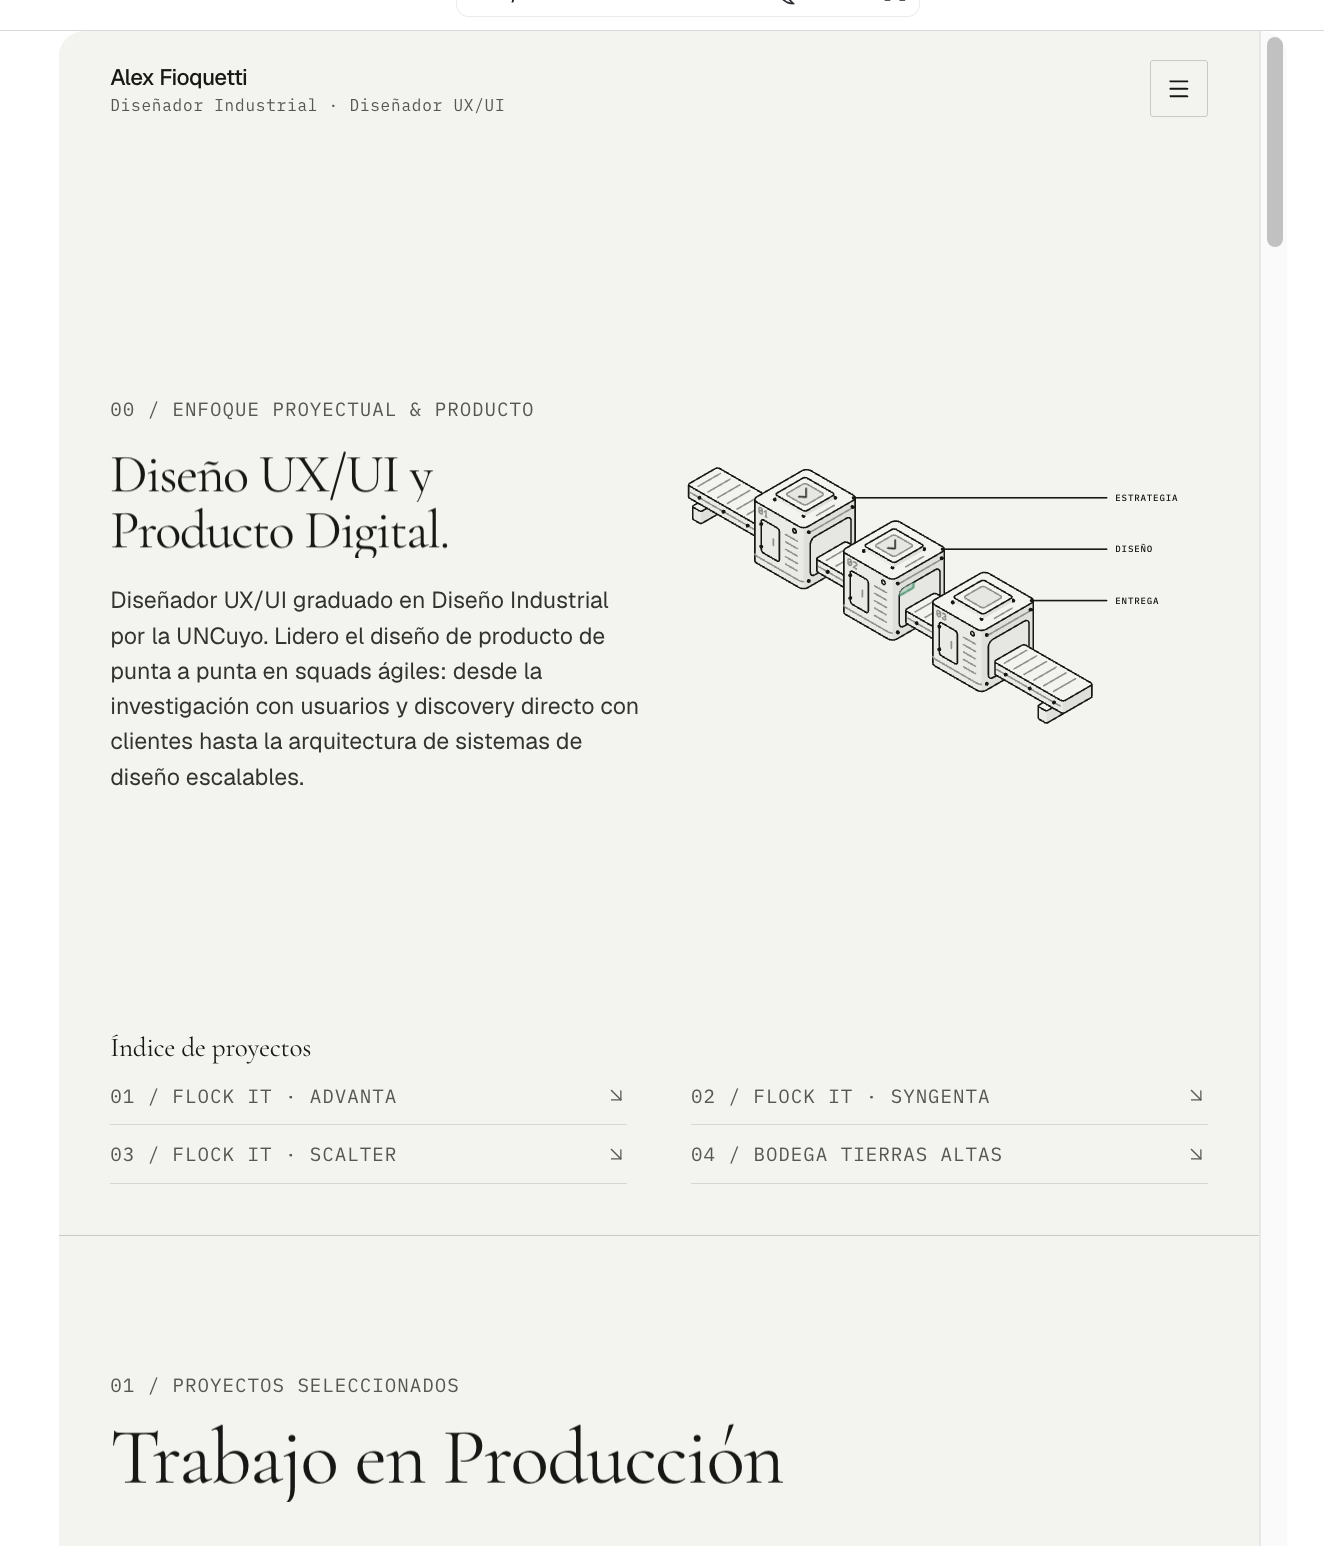 Alex Fioquetti
Diseñador Industrial · Diseñador UX/UI
00 / ENFOQUE PROYECTUAL & PRODUCTO
Diseño UX/UI y
Producto Digital.
Diseñador UX/UI graduado en Diseño Industrial
por la UNCuyo. Lidero el diseño de producto de
punta a punta en squads ágiles: desde la
investigación con usuarios y discovery directo con
clientes hasta la arquitectura de sistemas de
diseño escalables.
01
02
03
ESTRATEGIA
DISEÑO
ENTREGA
Índice de proyectos
01 / FLOCK IT · ADVANTA
02 / FLOCK IT · SYNGENTA
03 / FLOCK IT · SCALTER
04 / BODEGA TIERRAS ALTAS
01 / PROYECTOS SELECCIONADOS
Trabajo en Producción